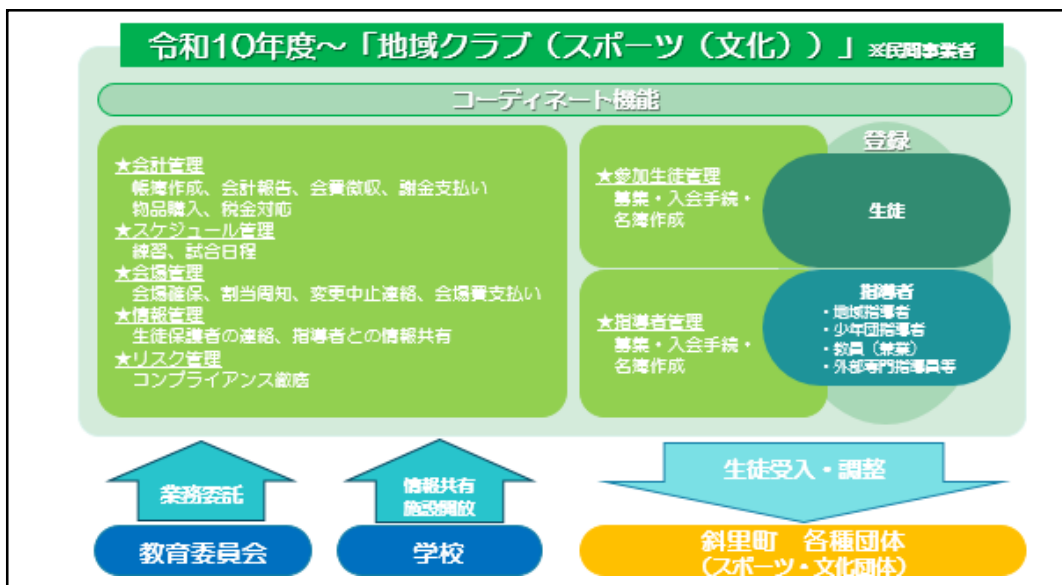 令和10年度～「地域クラブ（スポーツ（文化））」※民間事業者
コーディネート機能
★会計管理
帳簿作成、会計報告、会費徴収、謝金支払い
物品購入、税金対応
★スケジュール管理
練習、試合日程
★会場管理
会場確保、割当周知、変更中止連絡、会場費支払い
★情報管理
生徒保護者の連絡、指導者との情報共有
★リスク管理
コンプライアンス徹底
★参加生徒管理
募集・入会手続・
名簿作成
★指導者管理
募集・入会手続・
名簿作成
登録
生徒
指導者
・地域指導者
・少年団指導者
・教員（兼業）
・外部専門指導員等
業務委託
情報共有
施設開放
生徒受入・調整
教育委員会
学校
斜里町　各種団体
（スポーツ・文化団体）